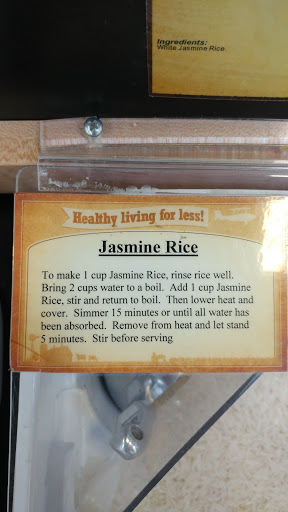 Ingredients:
White Jasmine Rice.
Healthy living for less!
Jasmine Rice
To make 1 cup Jasmine Rice, rinse rice well.
Bring 2 cups water to a boil. Add 1 cup Jasmine
Rice, stir and return to boil. Then lower heat and
cover. Simmer 15 minutes or until all water has
been absorbed. Remove from heat and let stand
5 minutes. Stir before serving